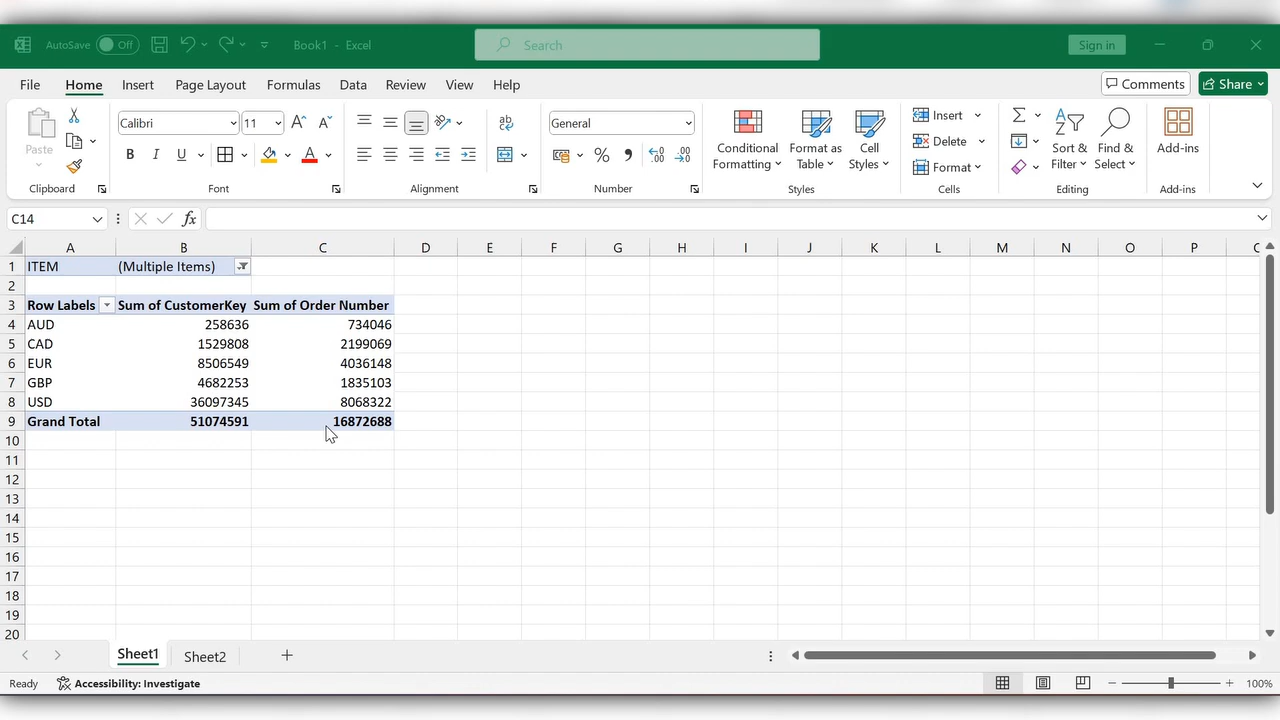 AutoSave Off Book1 - Excel Search Sign in
File Home Insert Page Layout Formulas Data Review View Help Comments Share
Paste Calibri 11 General Conditional Formatting Format as Table Cell Styles Insert Delete Format Sort & Filter Find & Select Add-ins
B I U A
Clipboard Font Alignment Number Styles Cells Editing Add-ins
C14 fx
A B C D E F G H I J K L M N O P
1 ITEM (Multiple Items)
2
3 Row Labels Sum of CustomerKey Sum of Order Number
4 AUD 258636 734046
5 CAD 1529808 2199069
6 EUR 8506549 4036148
7 GBP 4682253 1835103
8 USD 36097345 8068322
9 Grand Total 51074591 16872688
10
11
12
13
14
15
16
17
18
19
20
Sheet1 Sheet2
Ready Accessibility: Investigate 100%